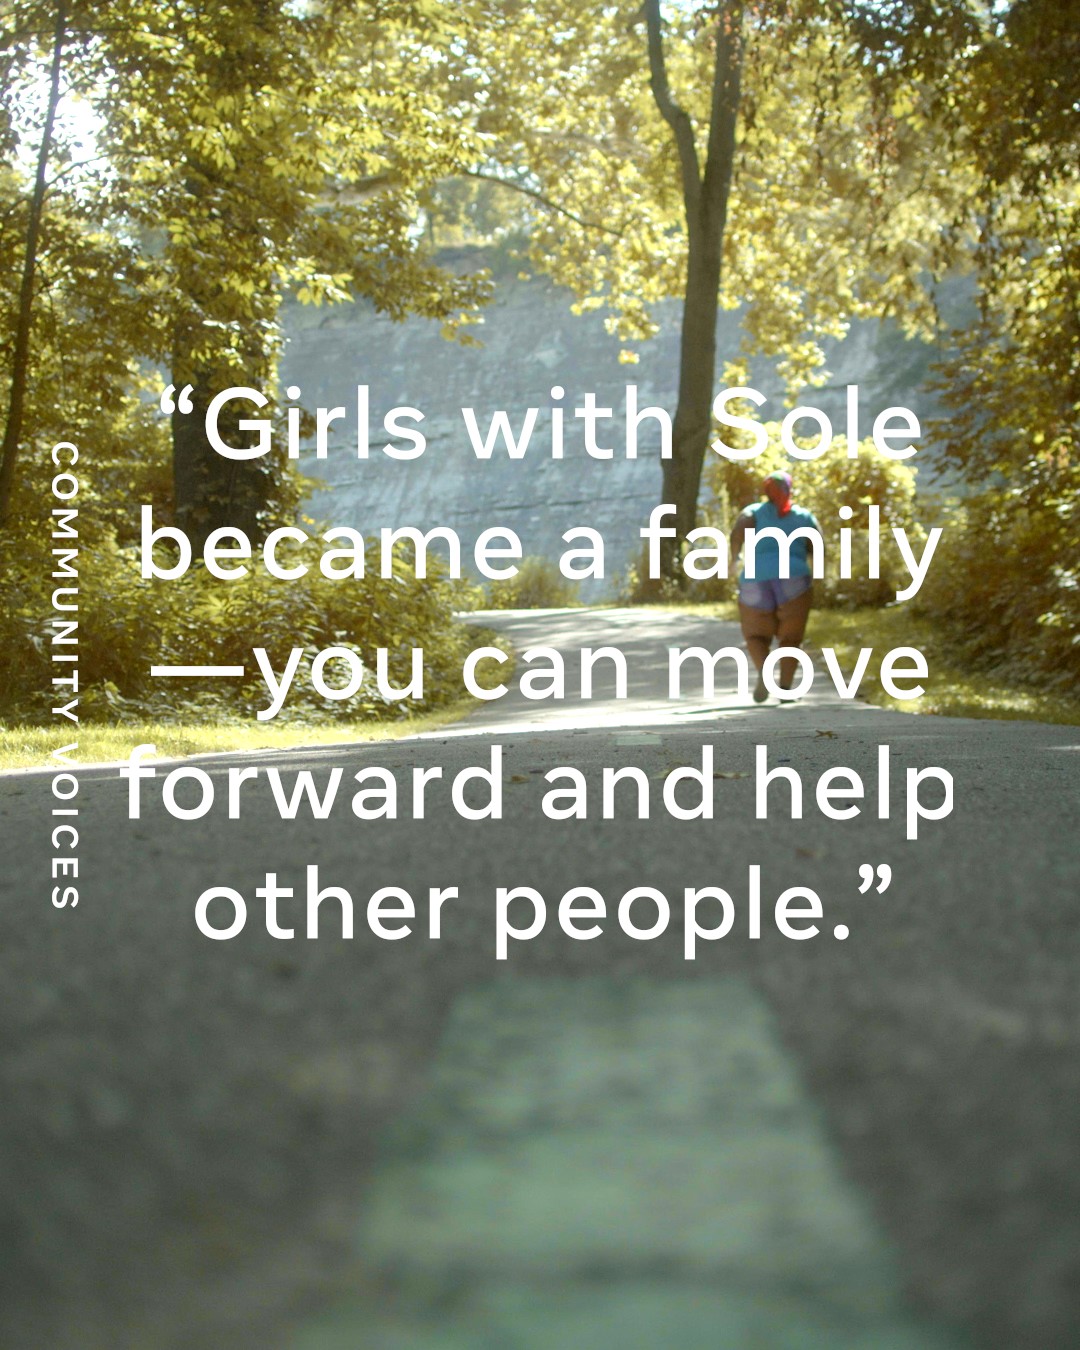 COMMUNITY VOICES
“Girls with Sole
became a family
—you can move
forward and help
other people.”